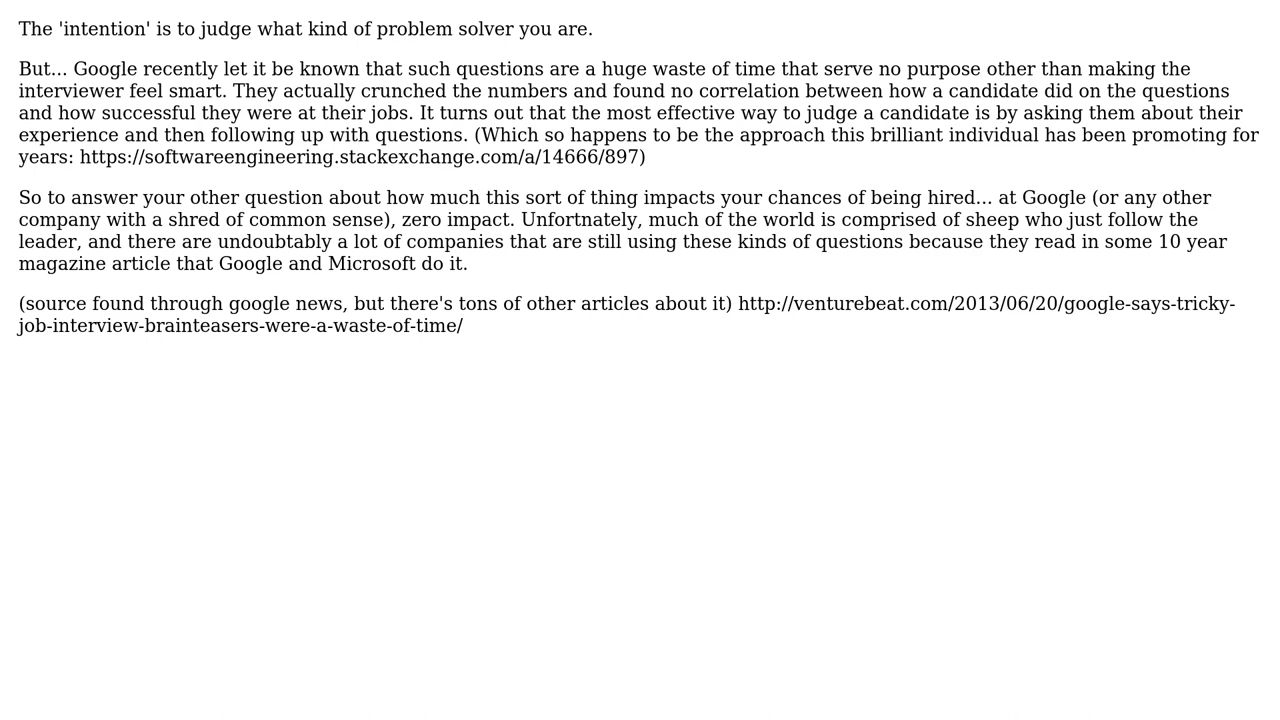 The 'intention' is to judge what kind of problem solver you are.
But... Google recently let it be known that such questions are a huge waste of time that serve no purpose other than making the
interviewer feel smart. They actually crunched the numbers and found no correlation between how a candidate did on the questions
and how successful they were at their jobs. It turns out that the most effective way to judge a candidate is by asking them about their
experience and then following up with questions. (Which so happens to be the approach this brilliant individual has been promoting for
years: https://softwareengineering.stackexchange.com/a/14666/897)
So to answer your other question about how much this sort of thing impacts your chances of being hired... at Google (or any other
company with a shred of common sense), zero impact. Unfortnately, much of the world is comprised of sheep who just follow the
leader, and there are undoubtably a lot of companies that are still using these kinds of questions because they read in some 10 year
magazine article that Google and Microsoft do it.
(source found through google news, but there's tons of other articles about it) http://venturebeat.com/2013/06/20/google-says-tricky-
job-interview-brainteasers-were-a-waste-of-time/